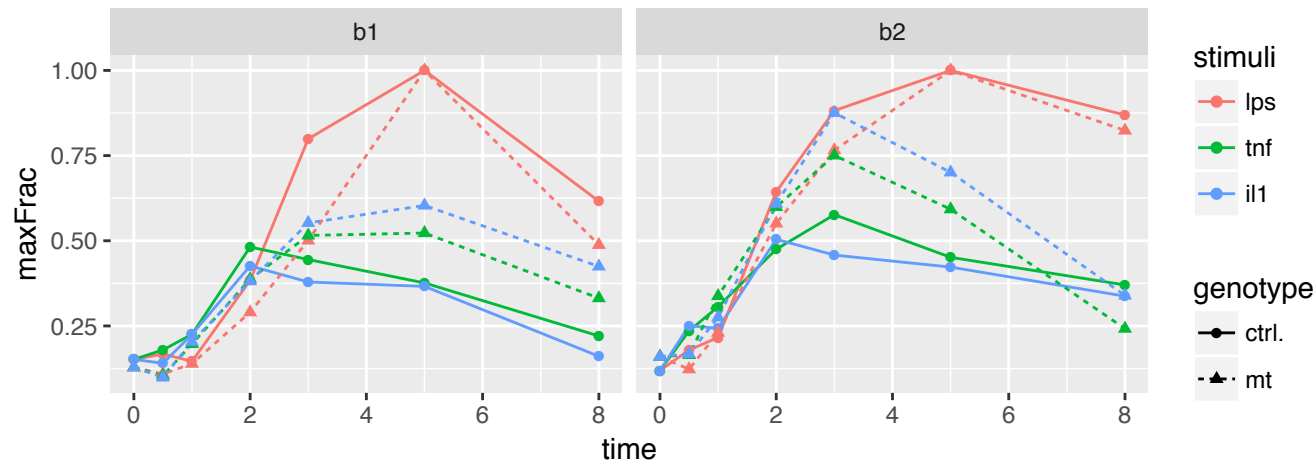 b1
b2
maxFrac
1.00
0.75
0.50
0.25
0 2 4 6 8
0 2 4 6 8
time
stimuli
lps
tnf
il1
genotype
ctrl.
mt